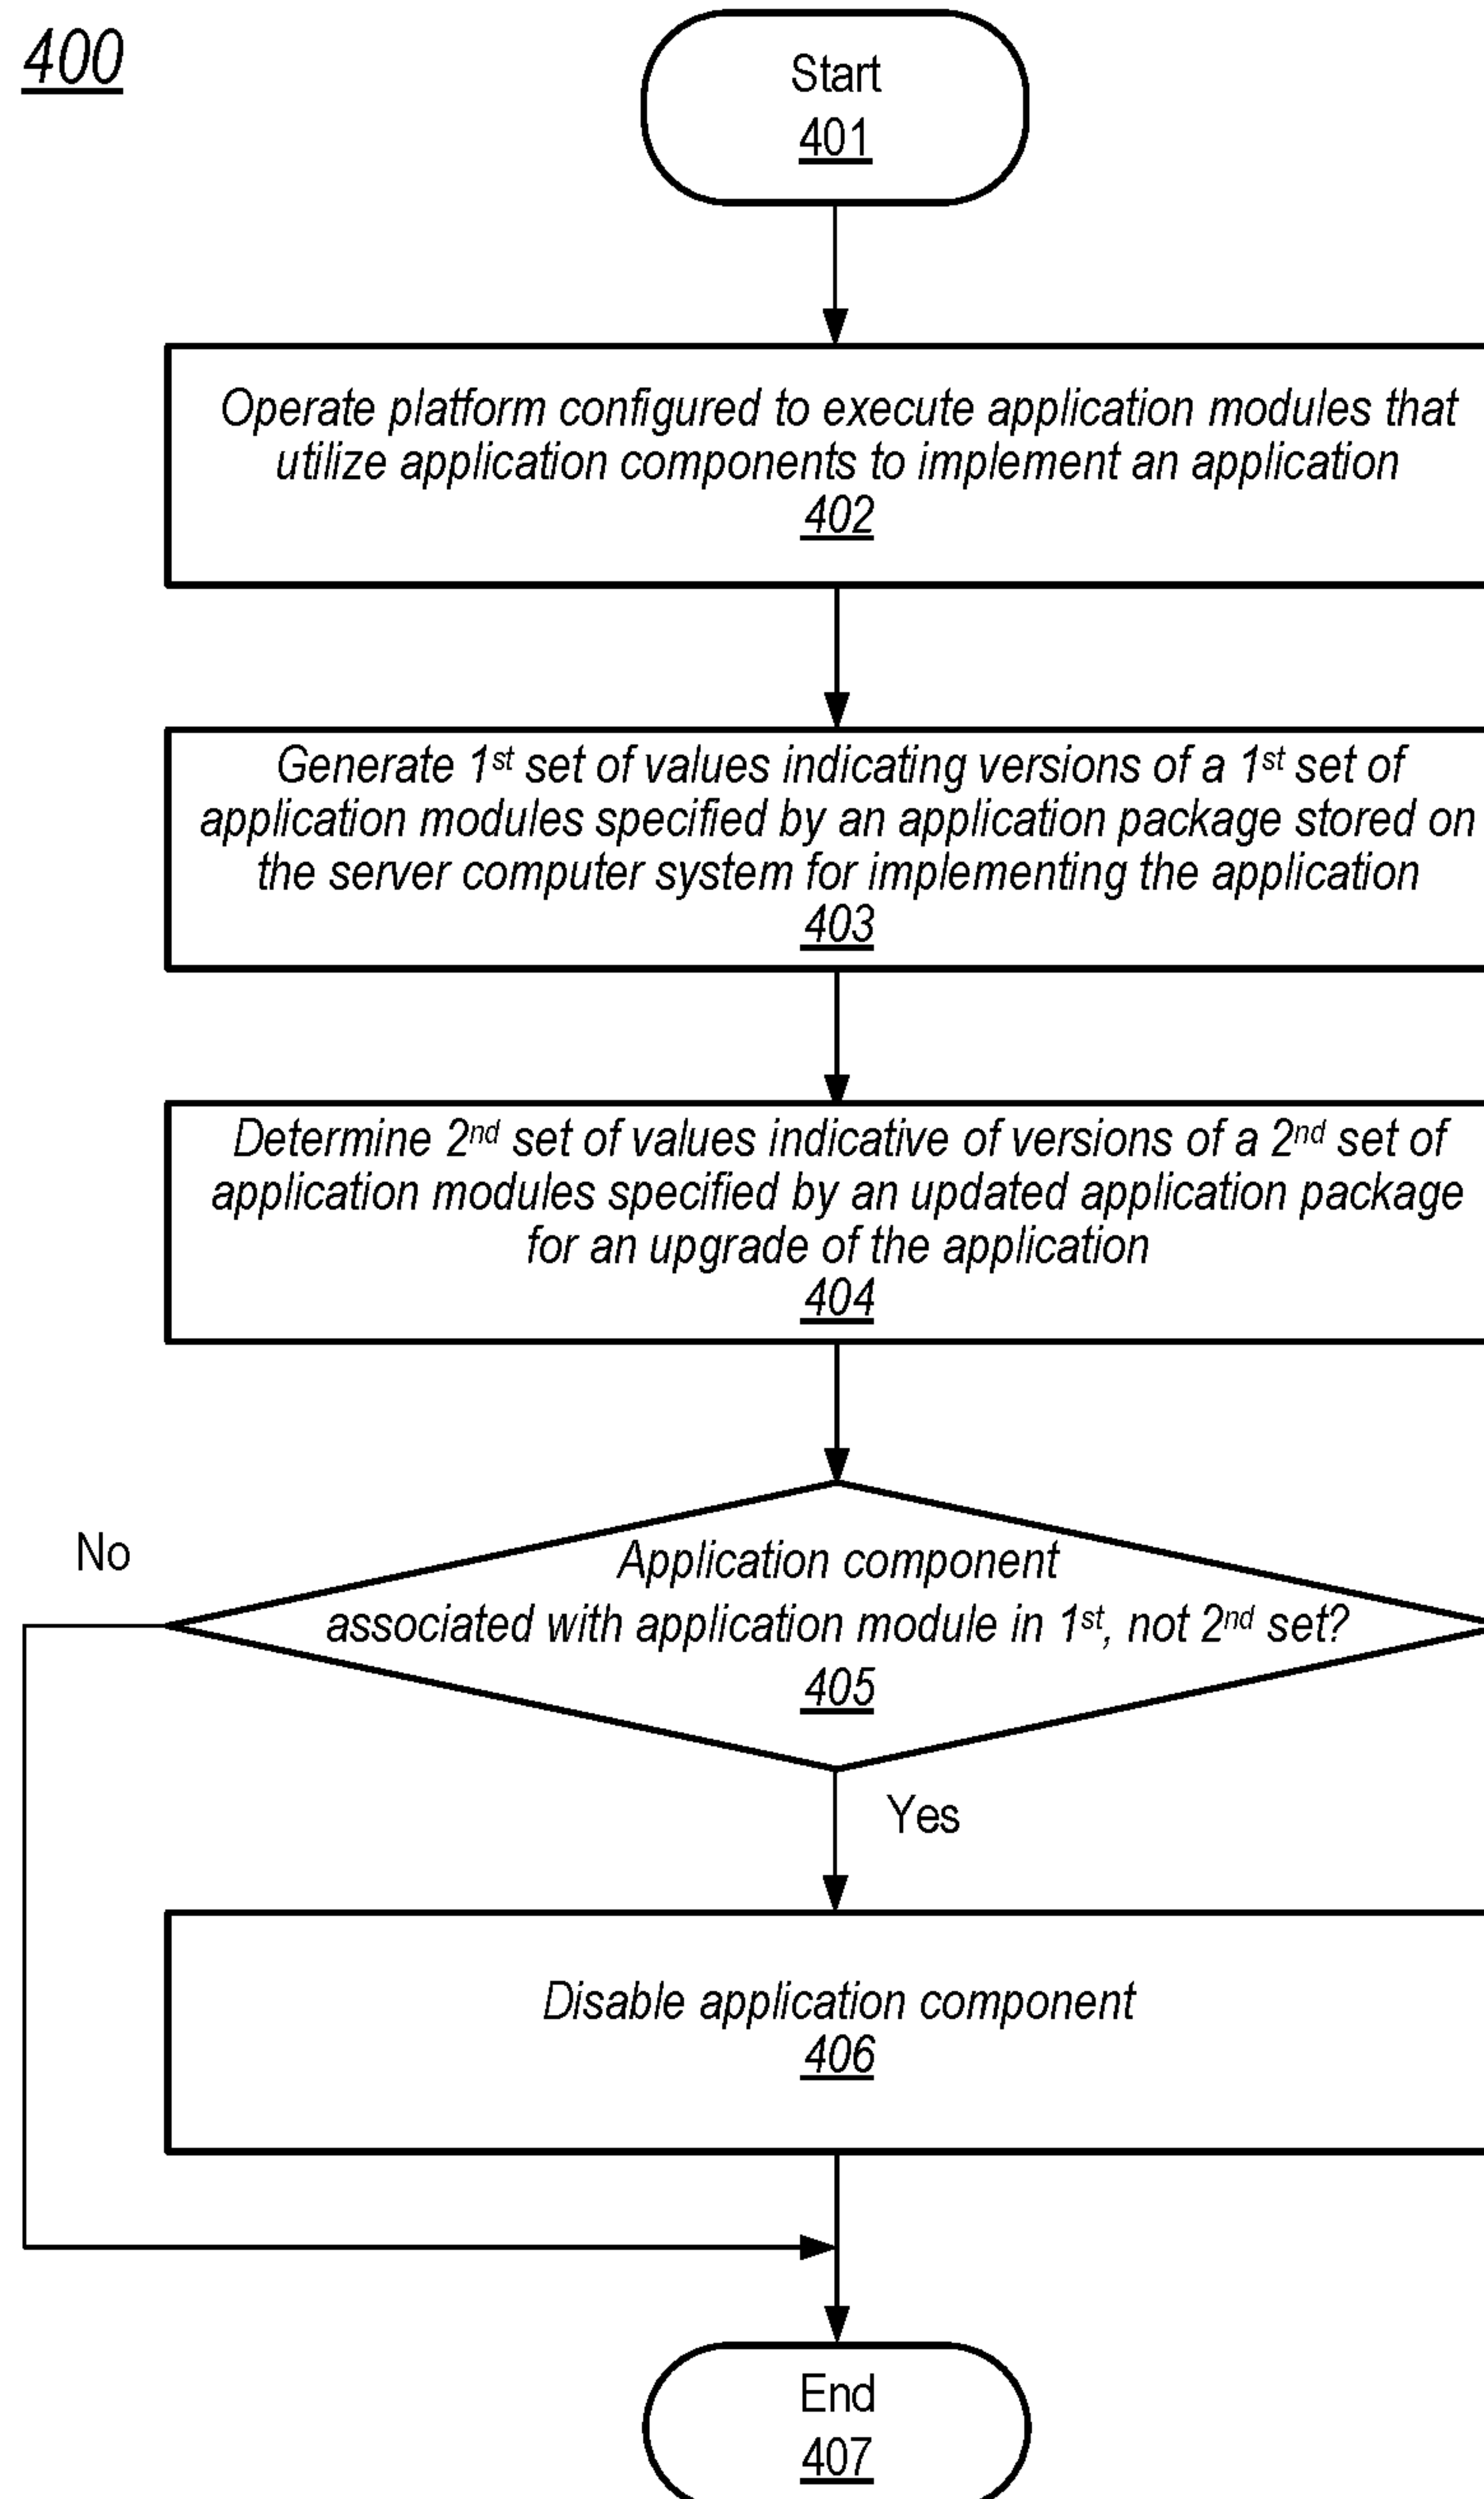 400
Start
401
Operate platform configured to execute application modules that
utilize application components to implement an application
402
Generate 1st set of values indicating versions of a 1st set of
application modules specified by an application package stored on
the server computer system for implementing the application
403
Determine 2nd set of values indicative of versions of a 2nd set of
application modules specified by an updated application package
for an upgrade of the application
404
No
Application component
associated with application module in 1st, not 2nd set?
405
Yes
Disable application component
406
End
407